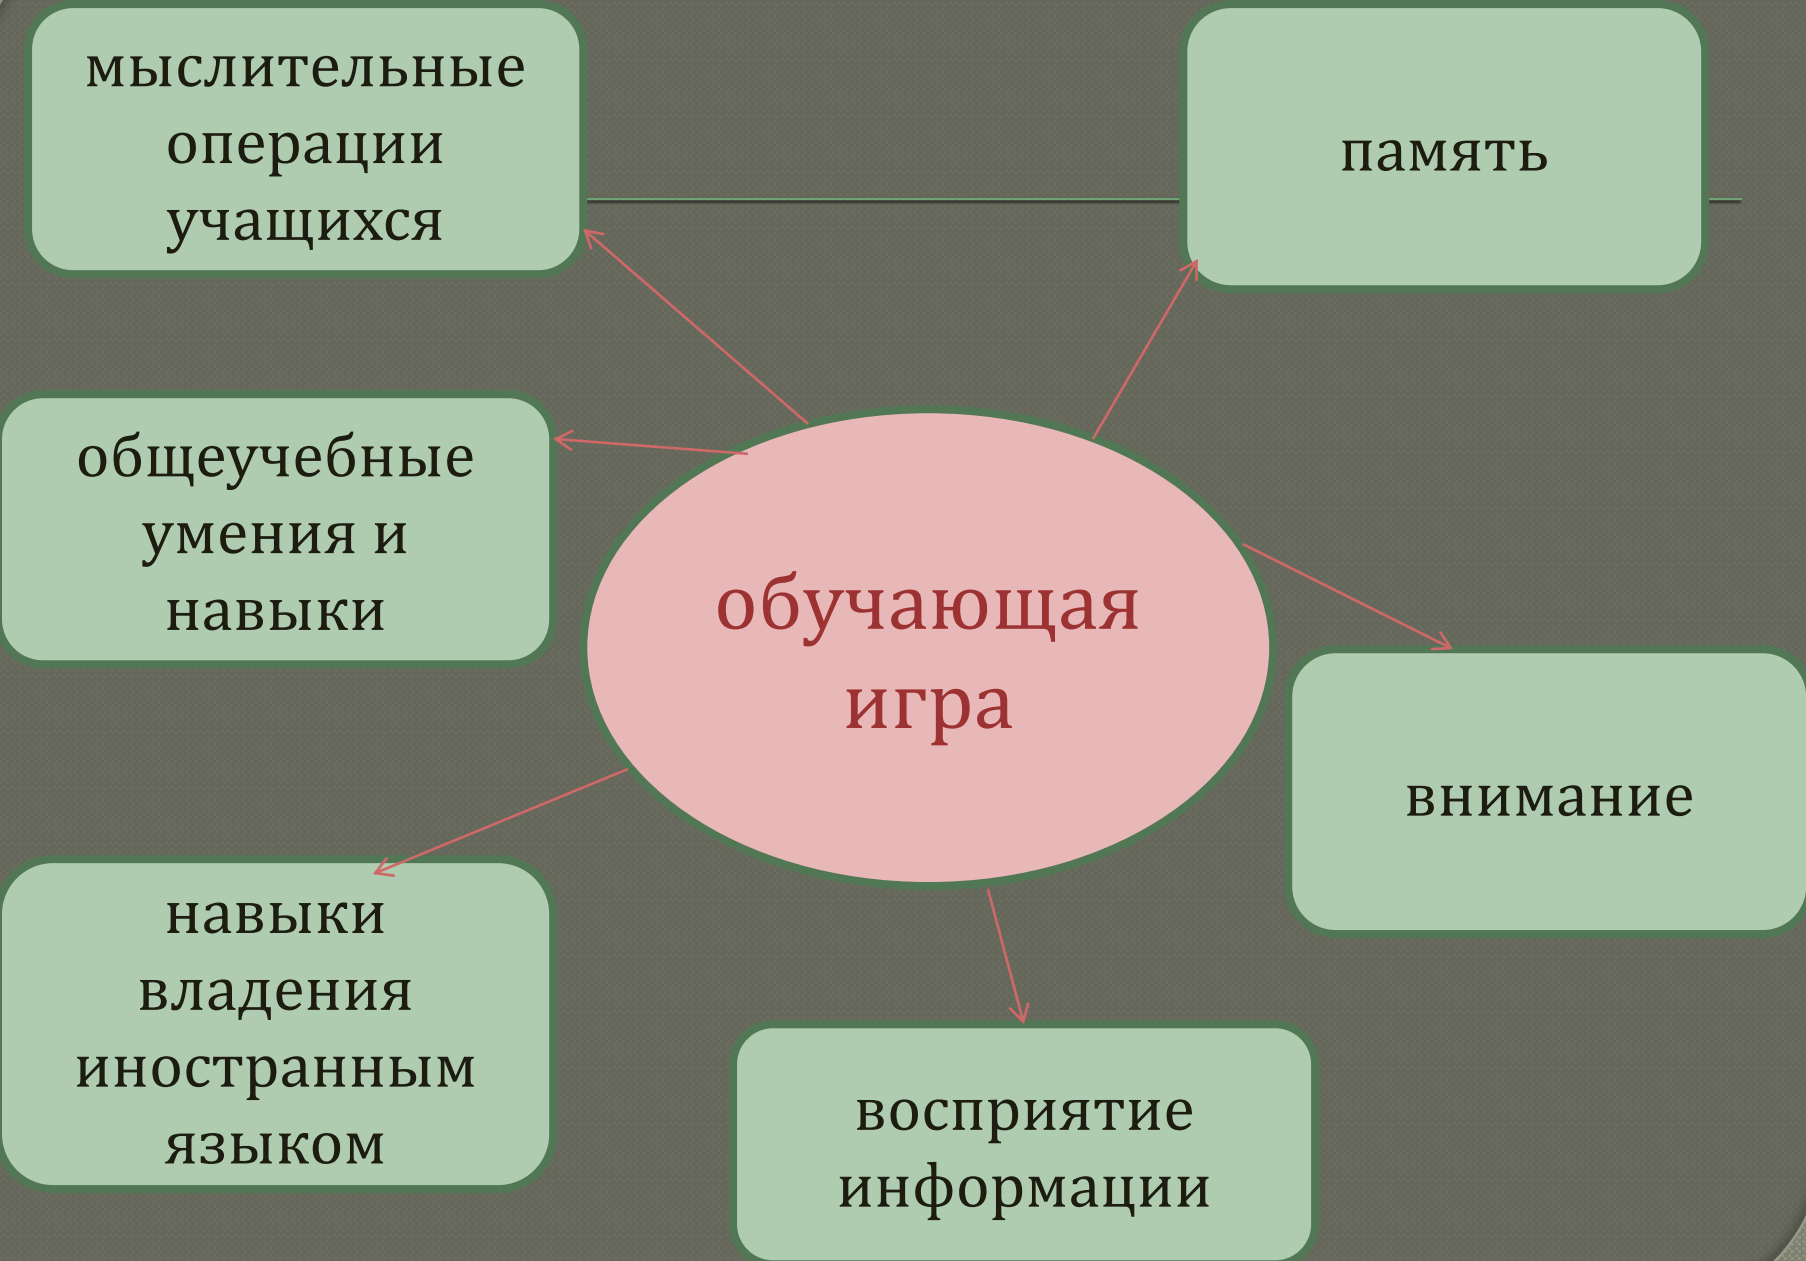 мыслительные
операции
учащихся
память
общеучебные
умения и
навыки
обучающая
игра
внимание
навыки
владения
иностранным
языком
восприятие
информации